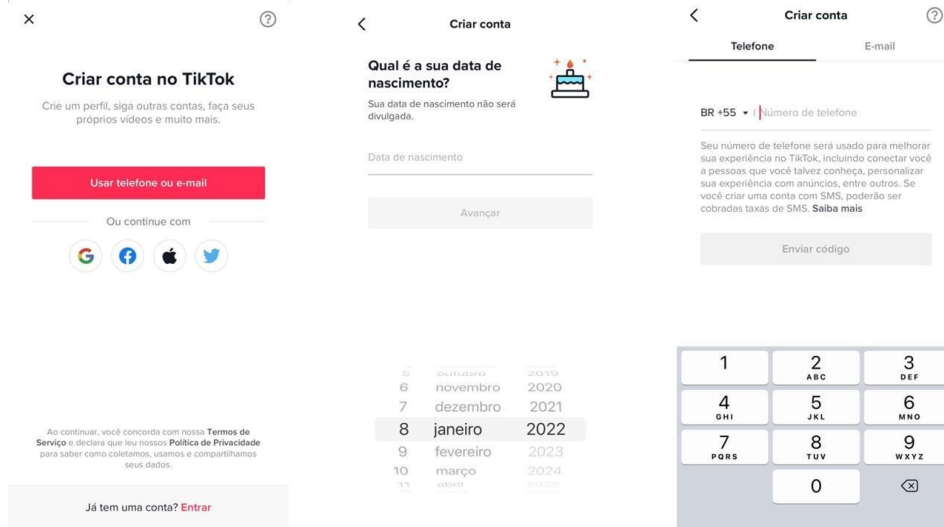 Criar conta no TikTok
Crie um perfil, siga outras contas, faça seus
próprios vídeos e muito mais.
Usar telefone ou e-mail
Ou continue com
Ao continuar, você concorda com nossa Termos de
Serviço e declara que leu nossos Política de Privacidade
para saber como coletamos, usamos e compartilhamos
seus dados.
Já tem uma conta? Entrar
Criar conta
Qual é a sua data de
nascimento?
Sua data de nascimento não será
divulgada.
Data de nascimento
Avançar
5 outubro 2019
6 novembro 2020
7 dezembro 2021
8 janeiro 2022
9 fevereiro 2023
10 março 2024
11 abril 2025
Criar conta
Telefone E-mail
BR +55 Número de telefone
Seu número de telefone será usado para melhorar
sua experiência no TikTok, incluindo conectar você
a pessoas que você talvez conheça, personalizar
sua experiência com anúncios, entre outros. Se
você criar uma conta com SMS, poderão ser
cobradas taxas de SMS. Saiba mais
Enviar código
1 2 3
ABC DEF
4 5 6
GHI JKL MNO
7 8 9
PQRS TUV WXYZ
0